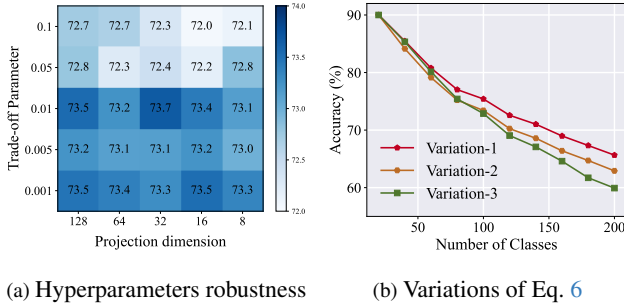 Trade-off Parameter
0.1 72.7 72.7 72.3 72.0 72.1
0.05 72.8 72.3 72.4 72.2 72.8
0.01 73.5 73.2 73.7 73.4 73.1
0.005 73.2 73.1 73.1 73.2 73.0
0.001 73.5 73.4 73.3 73.5 73.3
128 64 32 16 8
Projection dimension
74.0
73.5
73.0
72.5
72.0
(a) Hyperparameters robustness
Accuracy (%)
90
80
70
60
Variation-1
Variation-2
Variation-3
50 100 150 200
Number of Classes
(b) Variations of Eq. 6